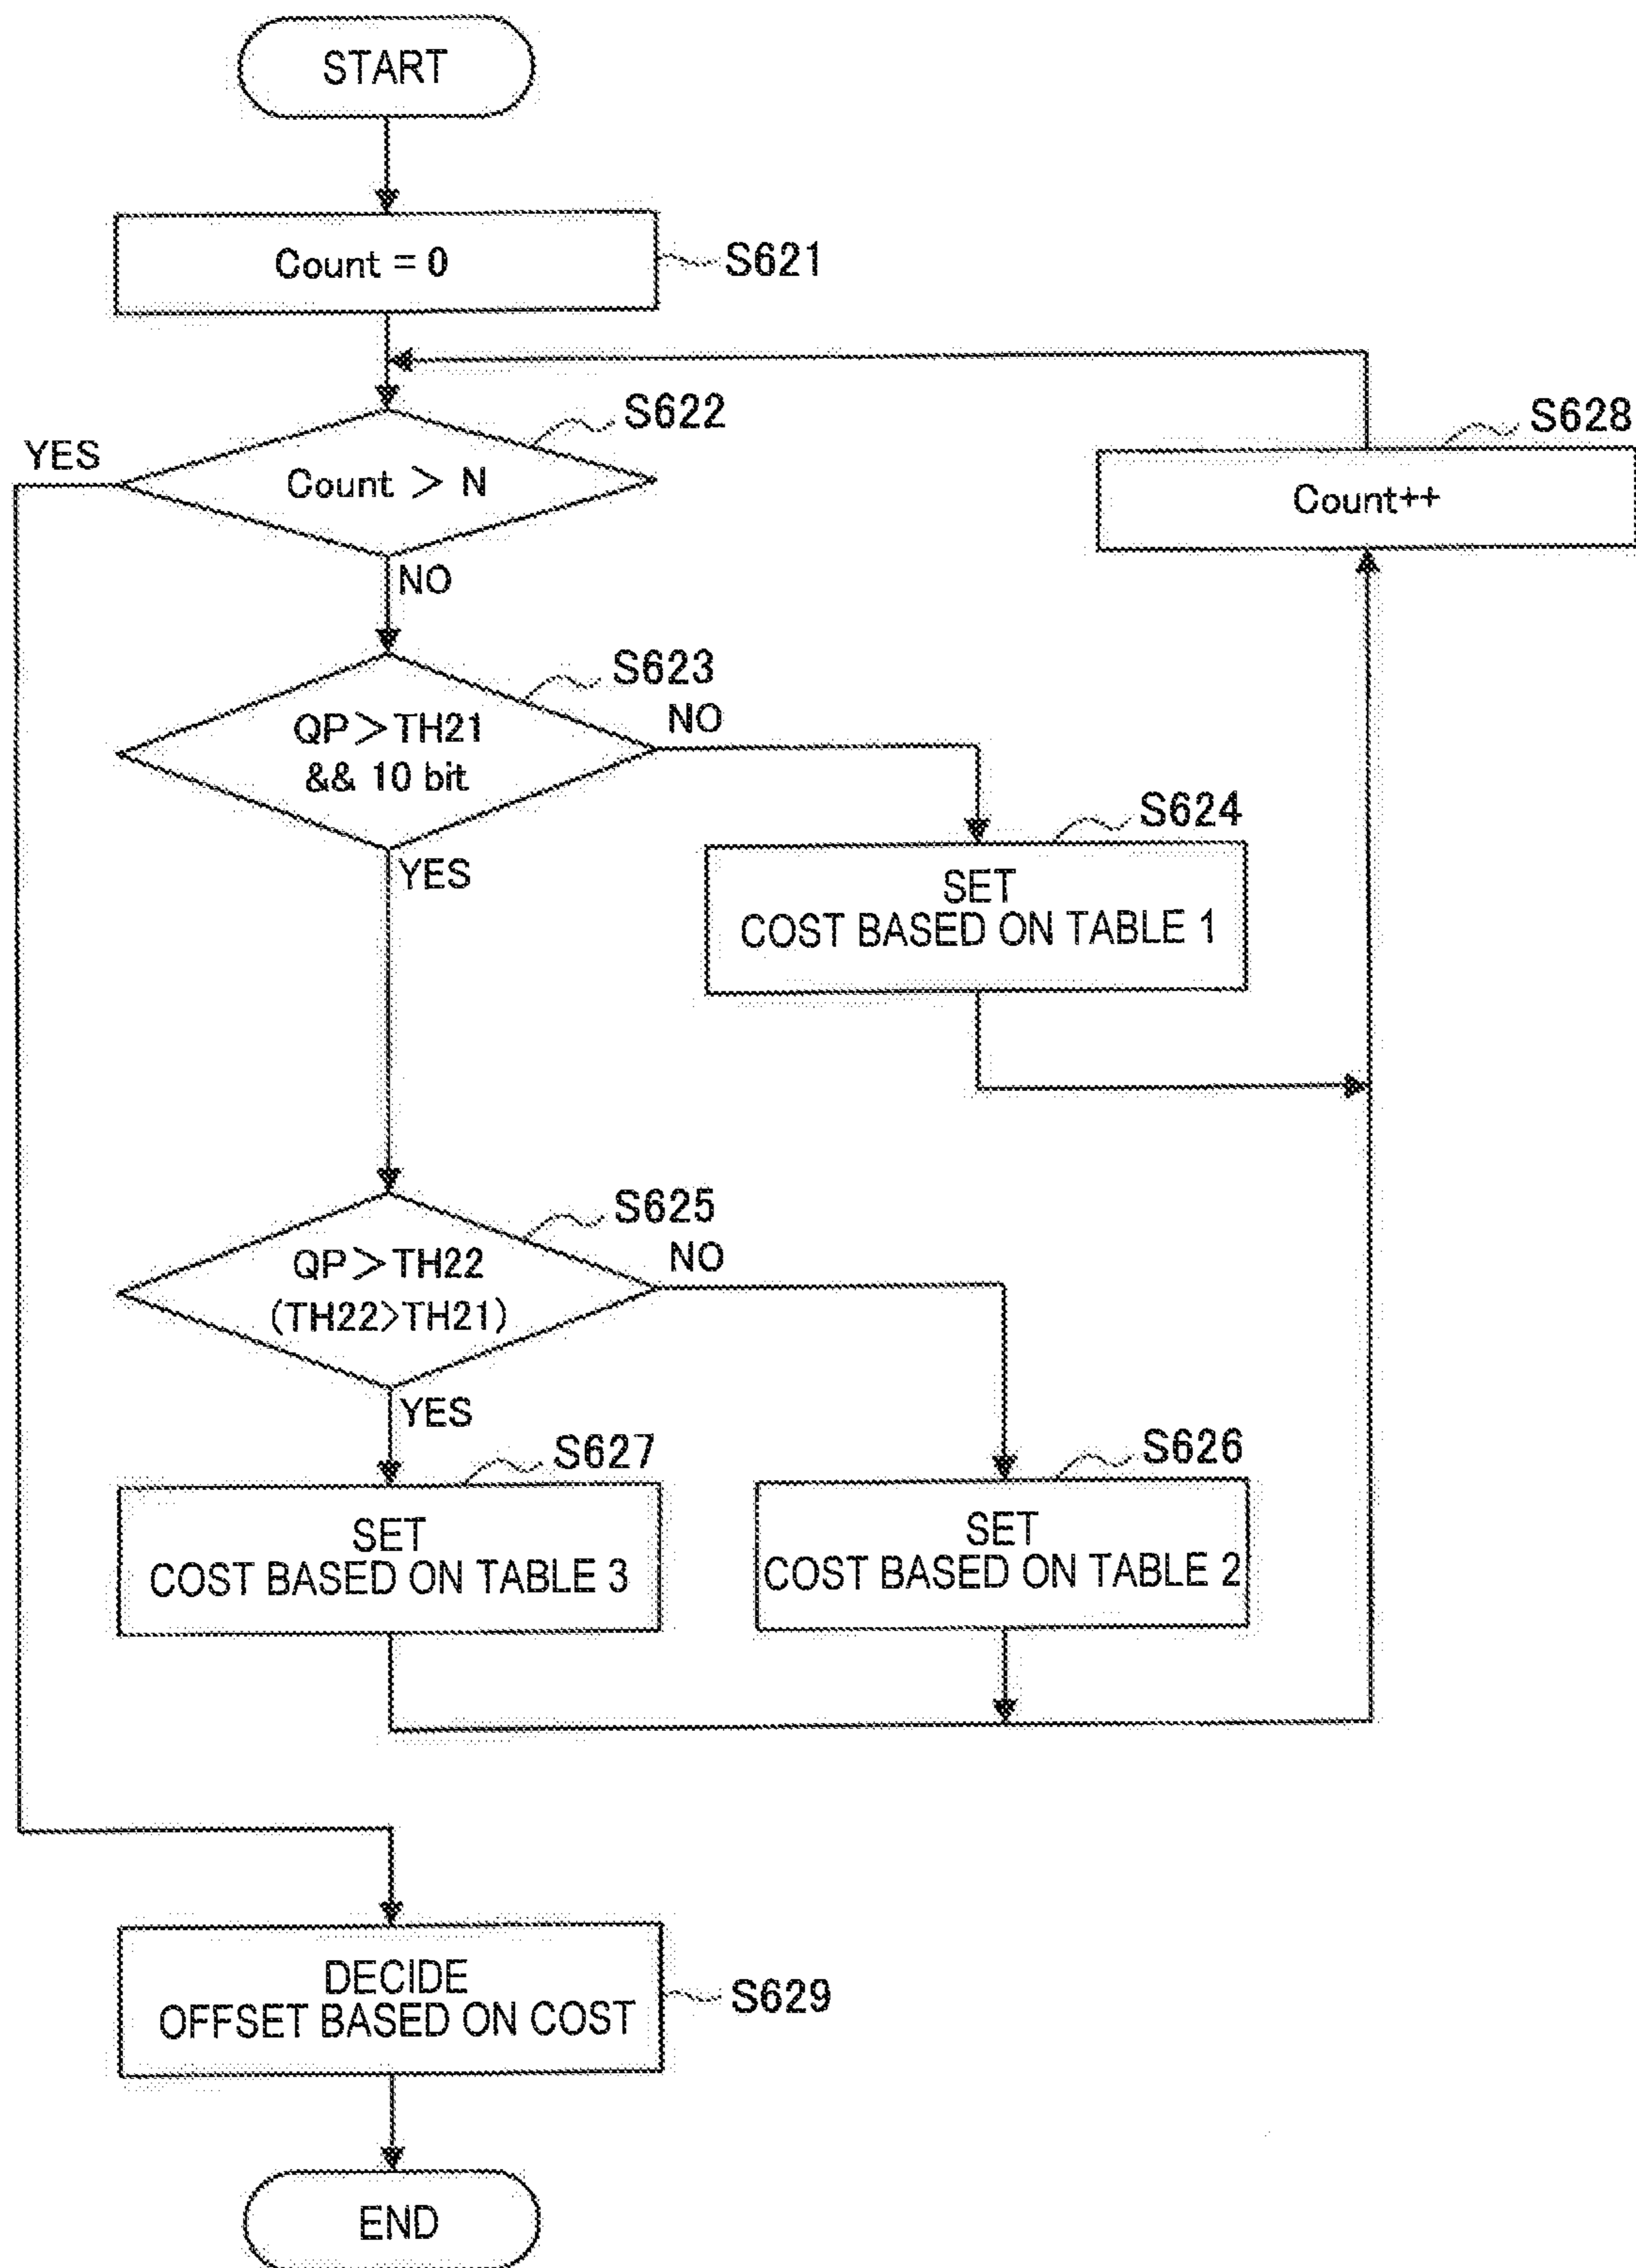 START
Count = 0
S621
S622
YES
Count > N
NO
S628
Count++
S623
QP>TH21
&& 10 bit
NO
YES
S624
SET
COST BASED ON TABLE 1
S625
QP>TH22
(TH22>TH21)
NO
YES
S627
SET
COST BASED ON TABLE 3
S626
SET
COST BASED ON TABLE 2
DECIDE
OFFSET BASED ON COST
S629
END